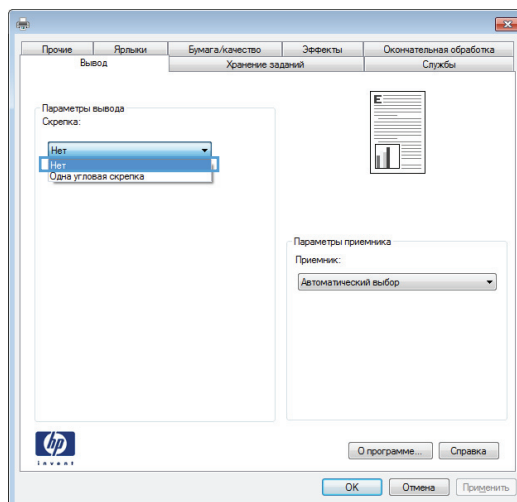 Прочие Ярлыки Бумага/качество Эффекты Окончательная обработка
Вывод Хранение заданий Службы
Параметры вывода
Скрепка:
Нет
Нет
Одна угловая скрепка
E
Параметры приемника
Приемник:
Автоматический выбор
hp
invent
О программе... Справка
OK Отмена Применить